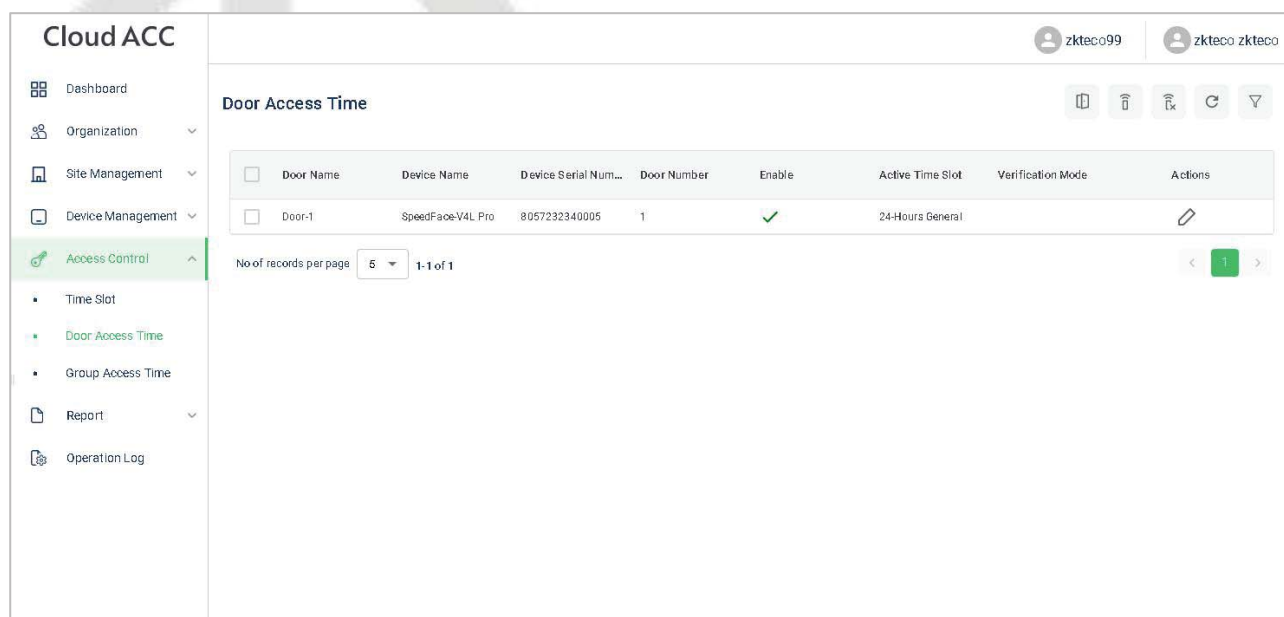 Cloud ACC
zkteco99
zkteco zkteco
Dashboard
Organization
Site Management
Device Management
Access Control
Time Slot
Door Access Time
Group Access Time
Report
Operation Log
Door Access Time
Door Name Device Name Device Serial Num... Door Number Enable Active Time Slot Verification Mode Actions
Door-1 SpeedFace-V4L Pro 8057232340005 1 24-Hours General
No of records per page 5 1-1 of 1
< 1 >